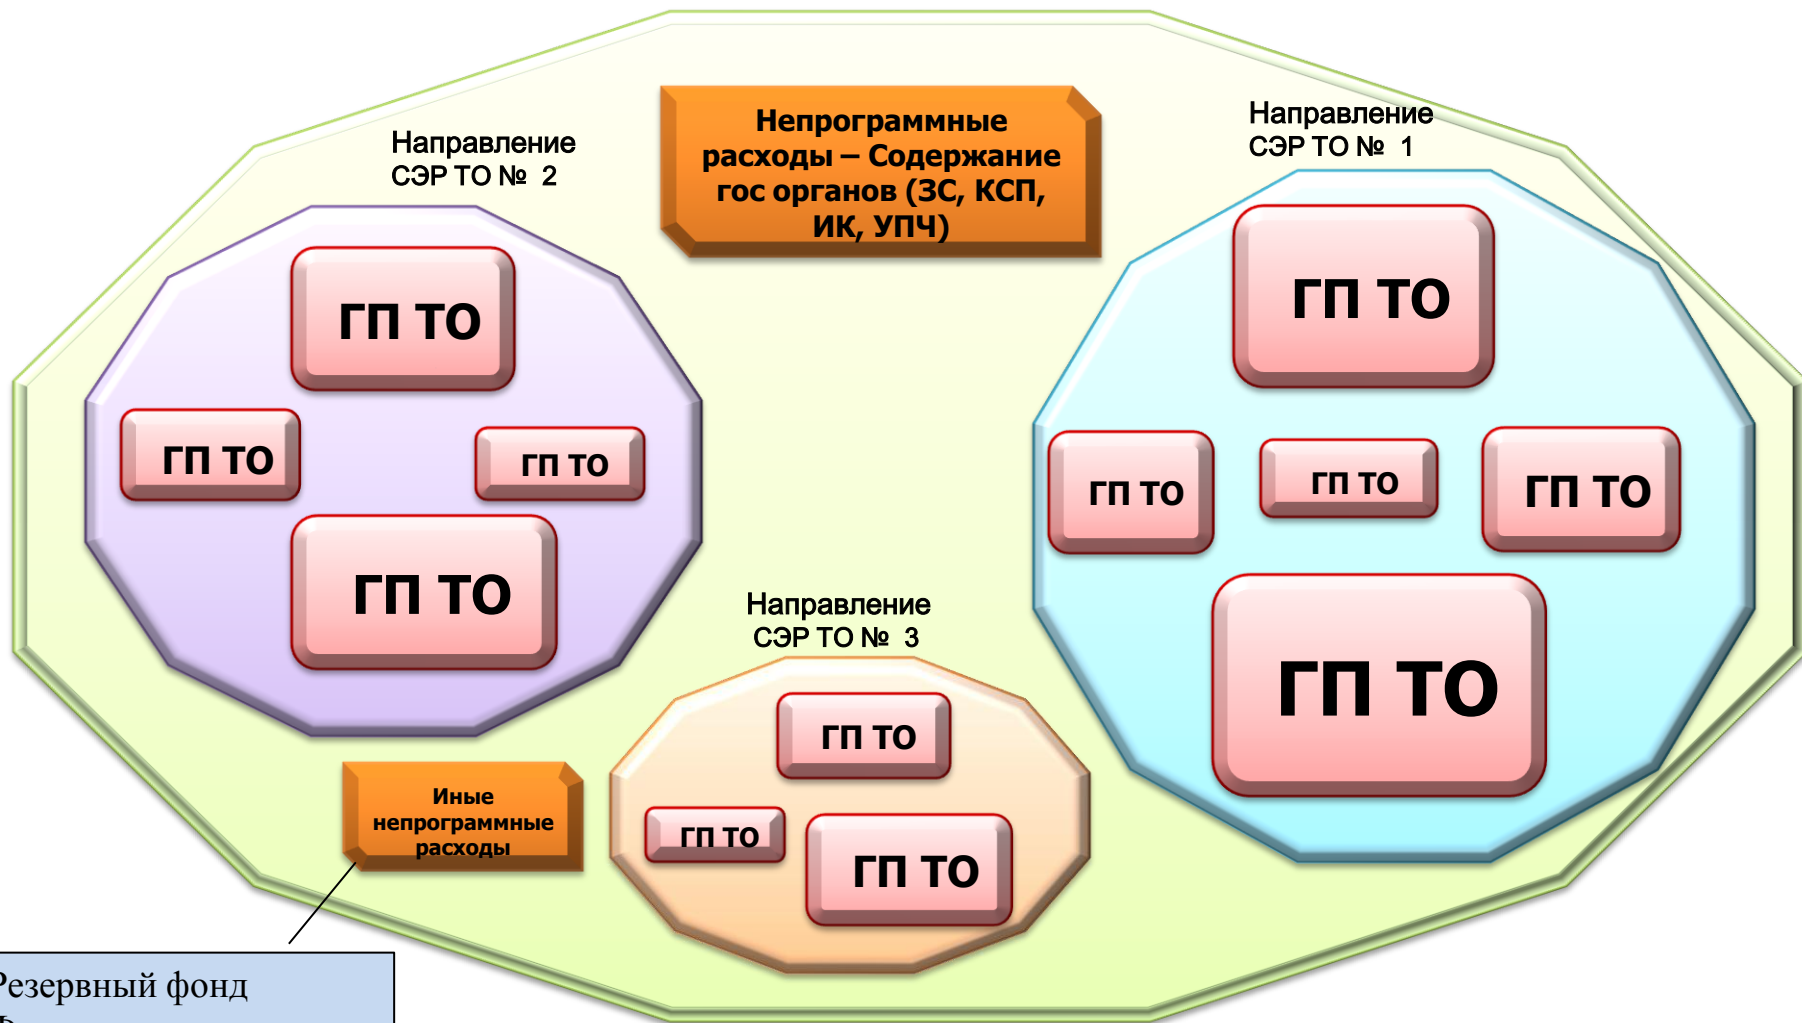 Непрограммные
расходы – Содержание
гос органов (ЗС, КСП,
ИК, УПЧ)
Направление
СЭР ТО № 2
ГП ТО
ГП ТО
ГП ТО
ГП ТО
Направление
СЭР ТО № 1
ГП ТО
ГП ТО
ГП ТО
ГП ТО
ГП ТО
Направление
СЭР ТО № 3
ГП ТО
ГП ТО
ГП ТО
Иные
непрограммные
расходы
Резервный фонд